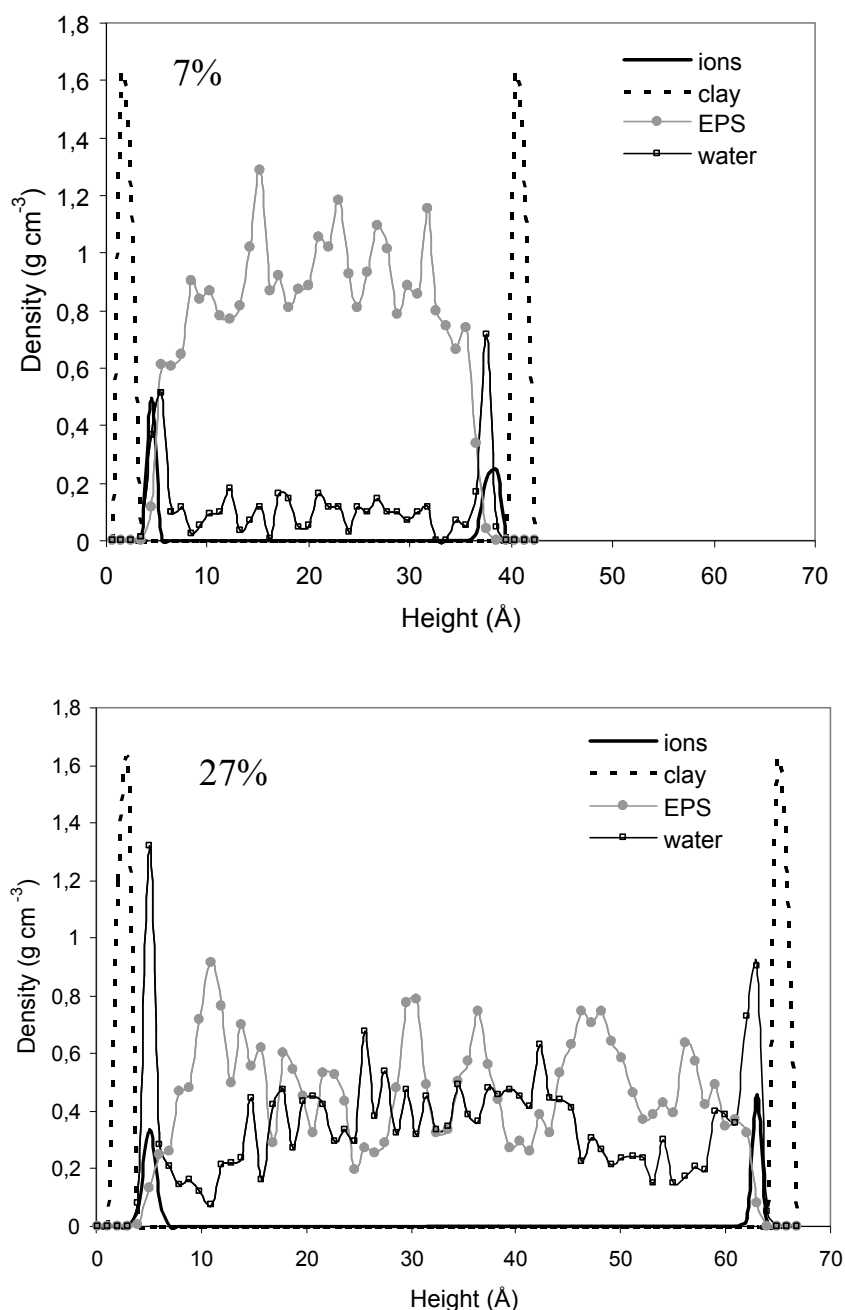 1,8
1,6
1,4
1,2
1
0,8
0,6
0,4
0,2
0
Density (g cm-3)
7%
ions
clay
EPS
water
0 10 20 30 40 50 60 70
Height (Å)
1,8
1,6
1,4
1,2
1
0,8
0,6
0,4
0,2
0
Density (g cm-3)
27%
ions
clay
EPS
water
0 10 20 30 40 50 60 70
Height (Å)